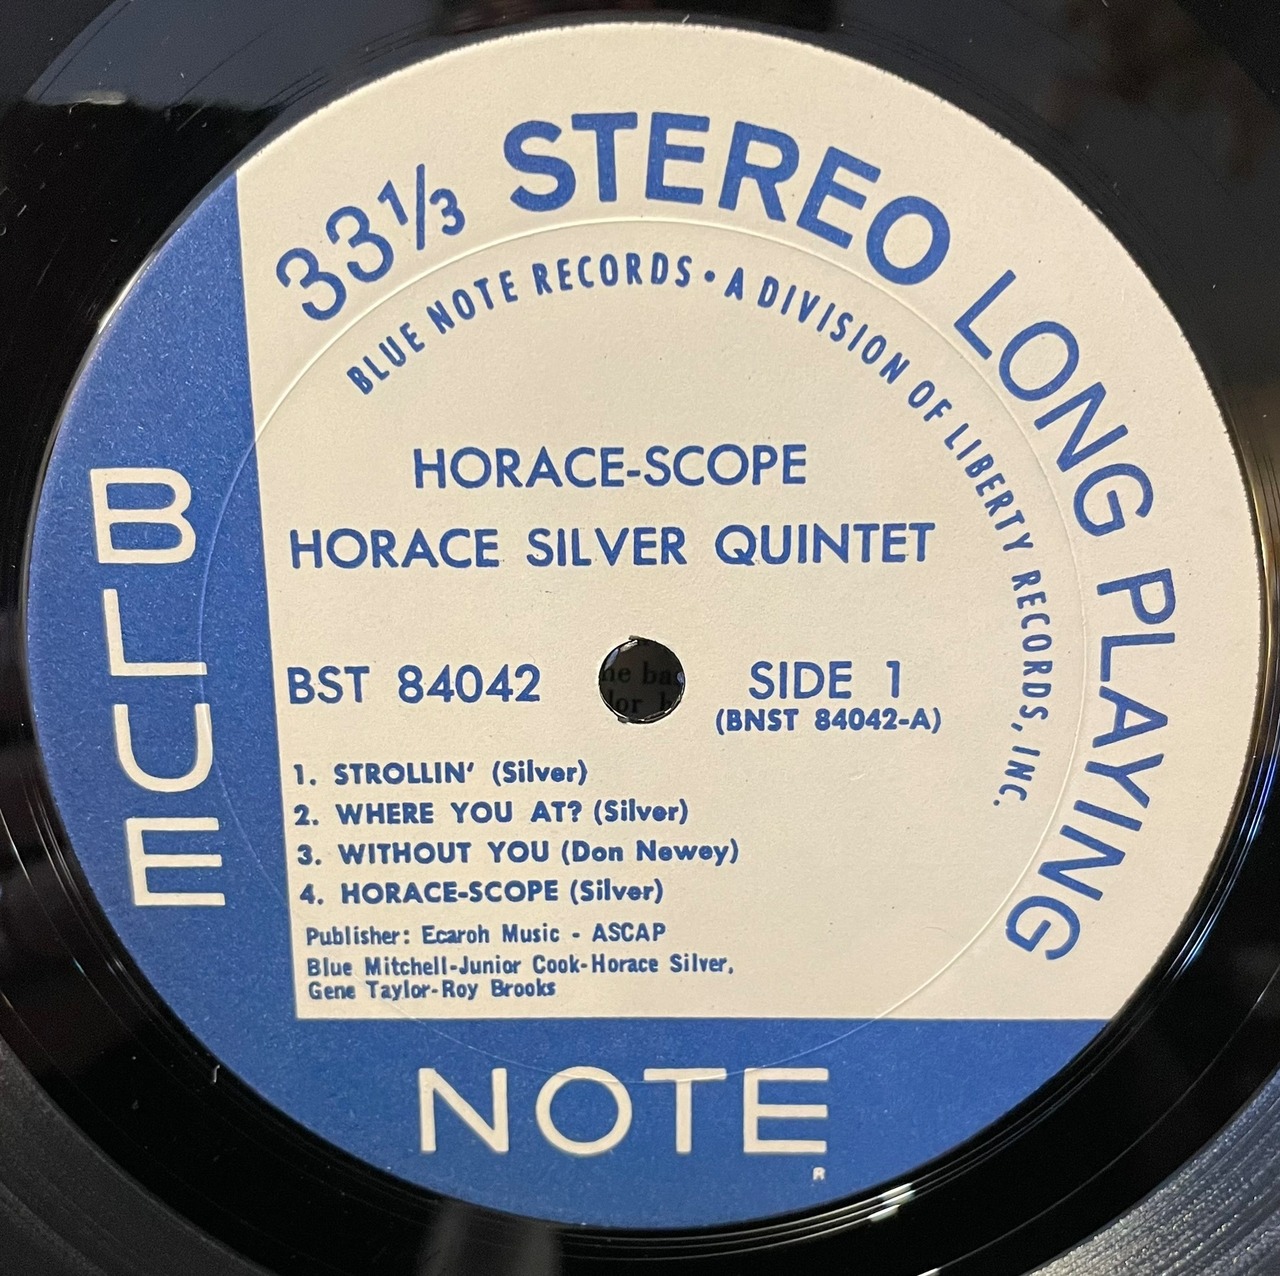 33⅓ STEREO LONG PLAYING
BLUE NOTE RECORDS • A DIVISION OF LIBERTY RECORDS, INC.
HORACE-SCOPE
HORACE SILVER QUINTET
BST 84042
SIDE 1
(BNST 84042-A)
1. STROLLIN' (Silver)
2. WHERE YOU AT? (Silver)
3. WITHOUT YOU (Don Newey)
4. HORACE-SCOPE (Silver)
Publisher: Ecaroh Music - ASCAP
Blue Mitchell-Junior Cook-Horace Silver,
Gene Taylor-Roy Brooks
BLUE
NOTE
R